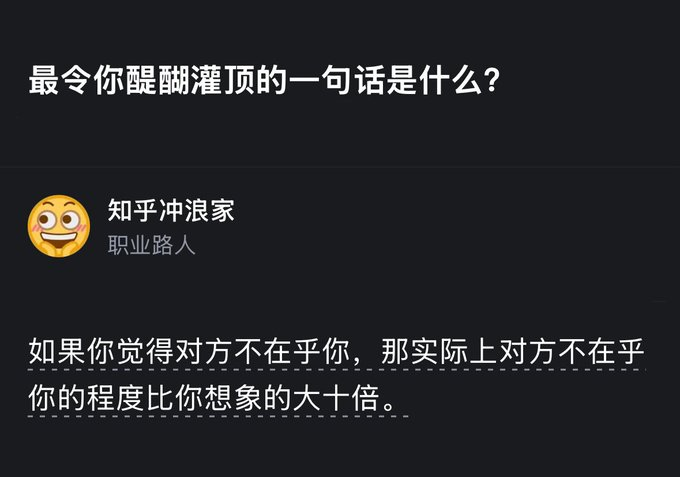 最令你醍醐灌顶的一句话是什么？
知乎冲浪家
职业路人
如果你觉得对方不在乎你，那实际上对方不在乎
你的程度比你想象的大十倍。